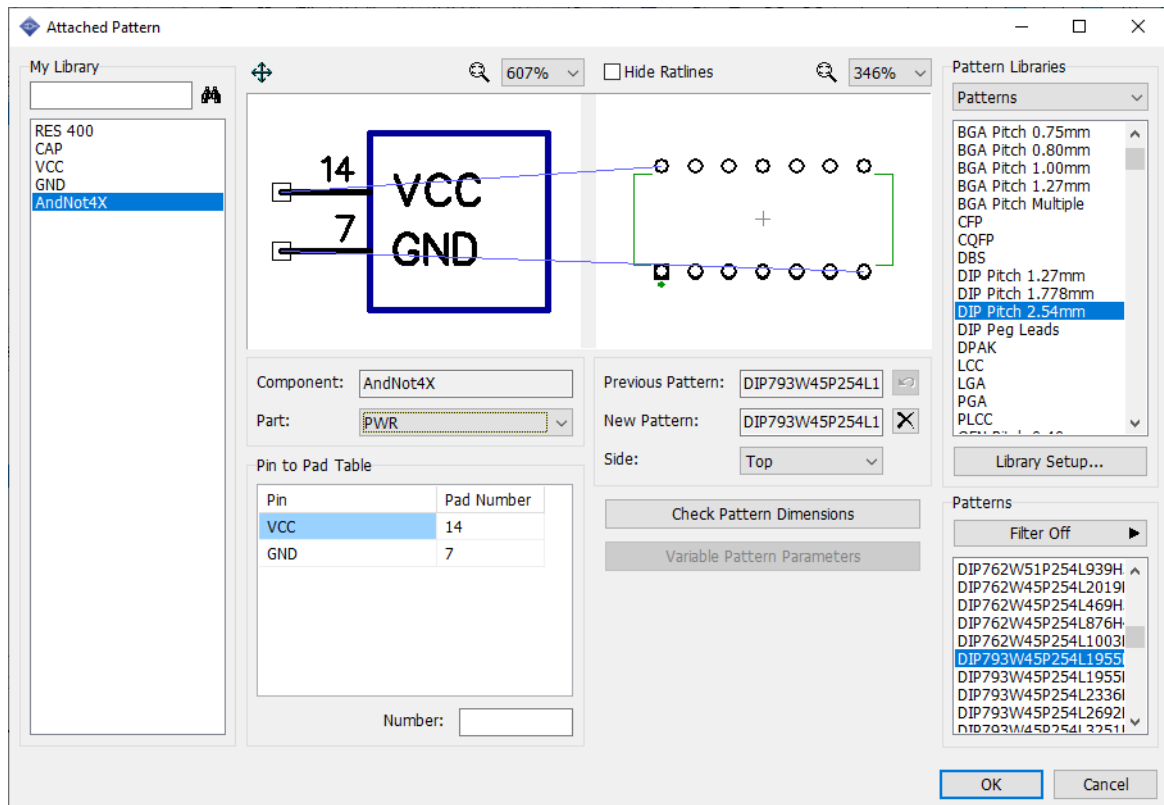 Attached Pattern
My Library
RES 400
CAP
VCC
GND
AndNot4X
607%
Hide Ratlines
346%
14
VCC
7
GND
Component:
AndNot4X
Part:
PWR
Pin to Pad Table
Pin Pad Number
VCC 14
GND 7
Number:
Previous Pattern:
DIP793W45P254L1
New Pattern:
DIP793W45P254L1
Side:
Top
Check Pattern Dimensions
Variable Pattern Parameters
Pattern Libraries
Patterns
BGA Pitch 0.75mm
BGA Pitch 0.80mm
BGA Pitch 1.00mm
BGA Pitch 1.27mm
BGA Pitch Multiple
CFP
CQFP
DBS
DIP Pitch 1.27mm
DIP Pitch 1.778mm
DIP Pitch 2.54mm
DIP Peg Leads
DPAK
LCC
LGA
PGA
PLCC
Library Setup...
Patterns
Filter Off
DIP762W51P254L939H
DIP762W45P254L2019
DIP762W45P254L469H
DIP762W45P254L876H
DIP762W45P254L1003
DIP793W45P254L1955
DIP793W45P254L1955
DIP793W45P254L2336
DIP793W45P254L2692
DIP793W45P254L3251
OK
Cancel